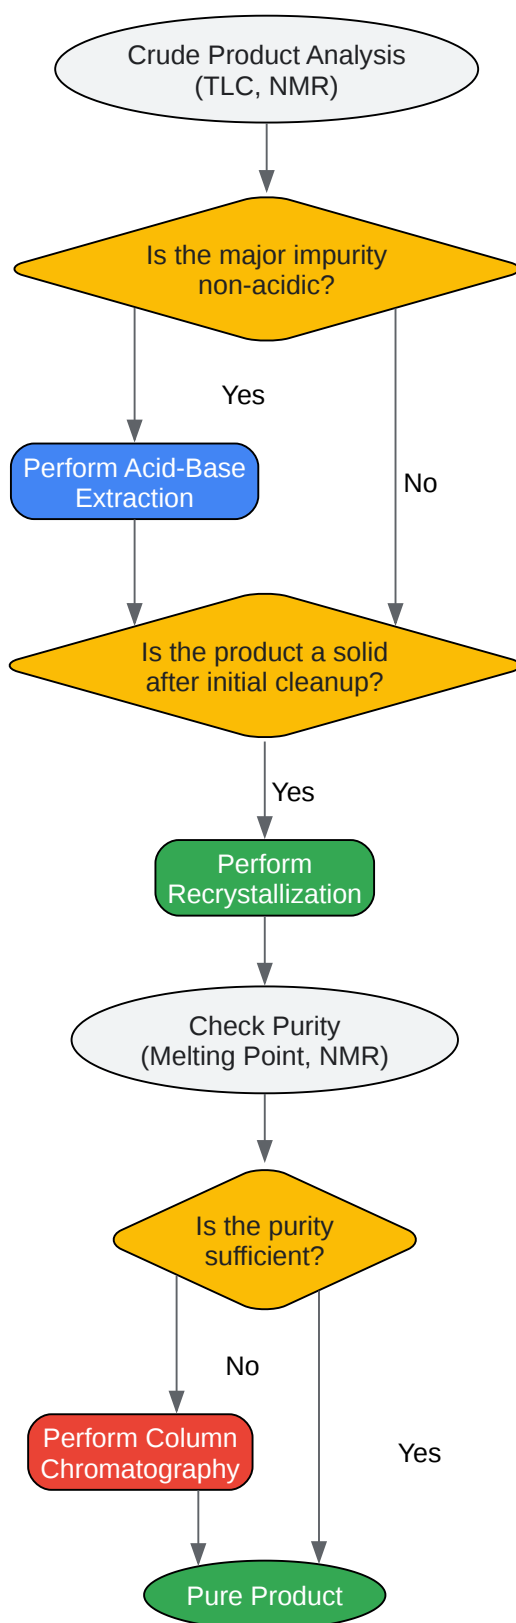 Crude Product Analysis
(TLC, NMR)
Is the major impurity
non-acidic?
Yes
Perform Acid-Base
Extraction
No
Is the product a solid
after initial cleanup?
Yes
Perform
Recrystallization
Check Purity
(Melting Point, NMR)
Is the purity
sufficient?
No
Perform Column
Chromatography
Yes
Pure Product